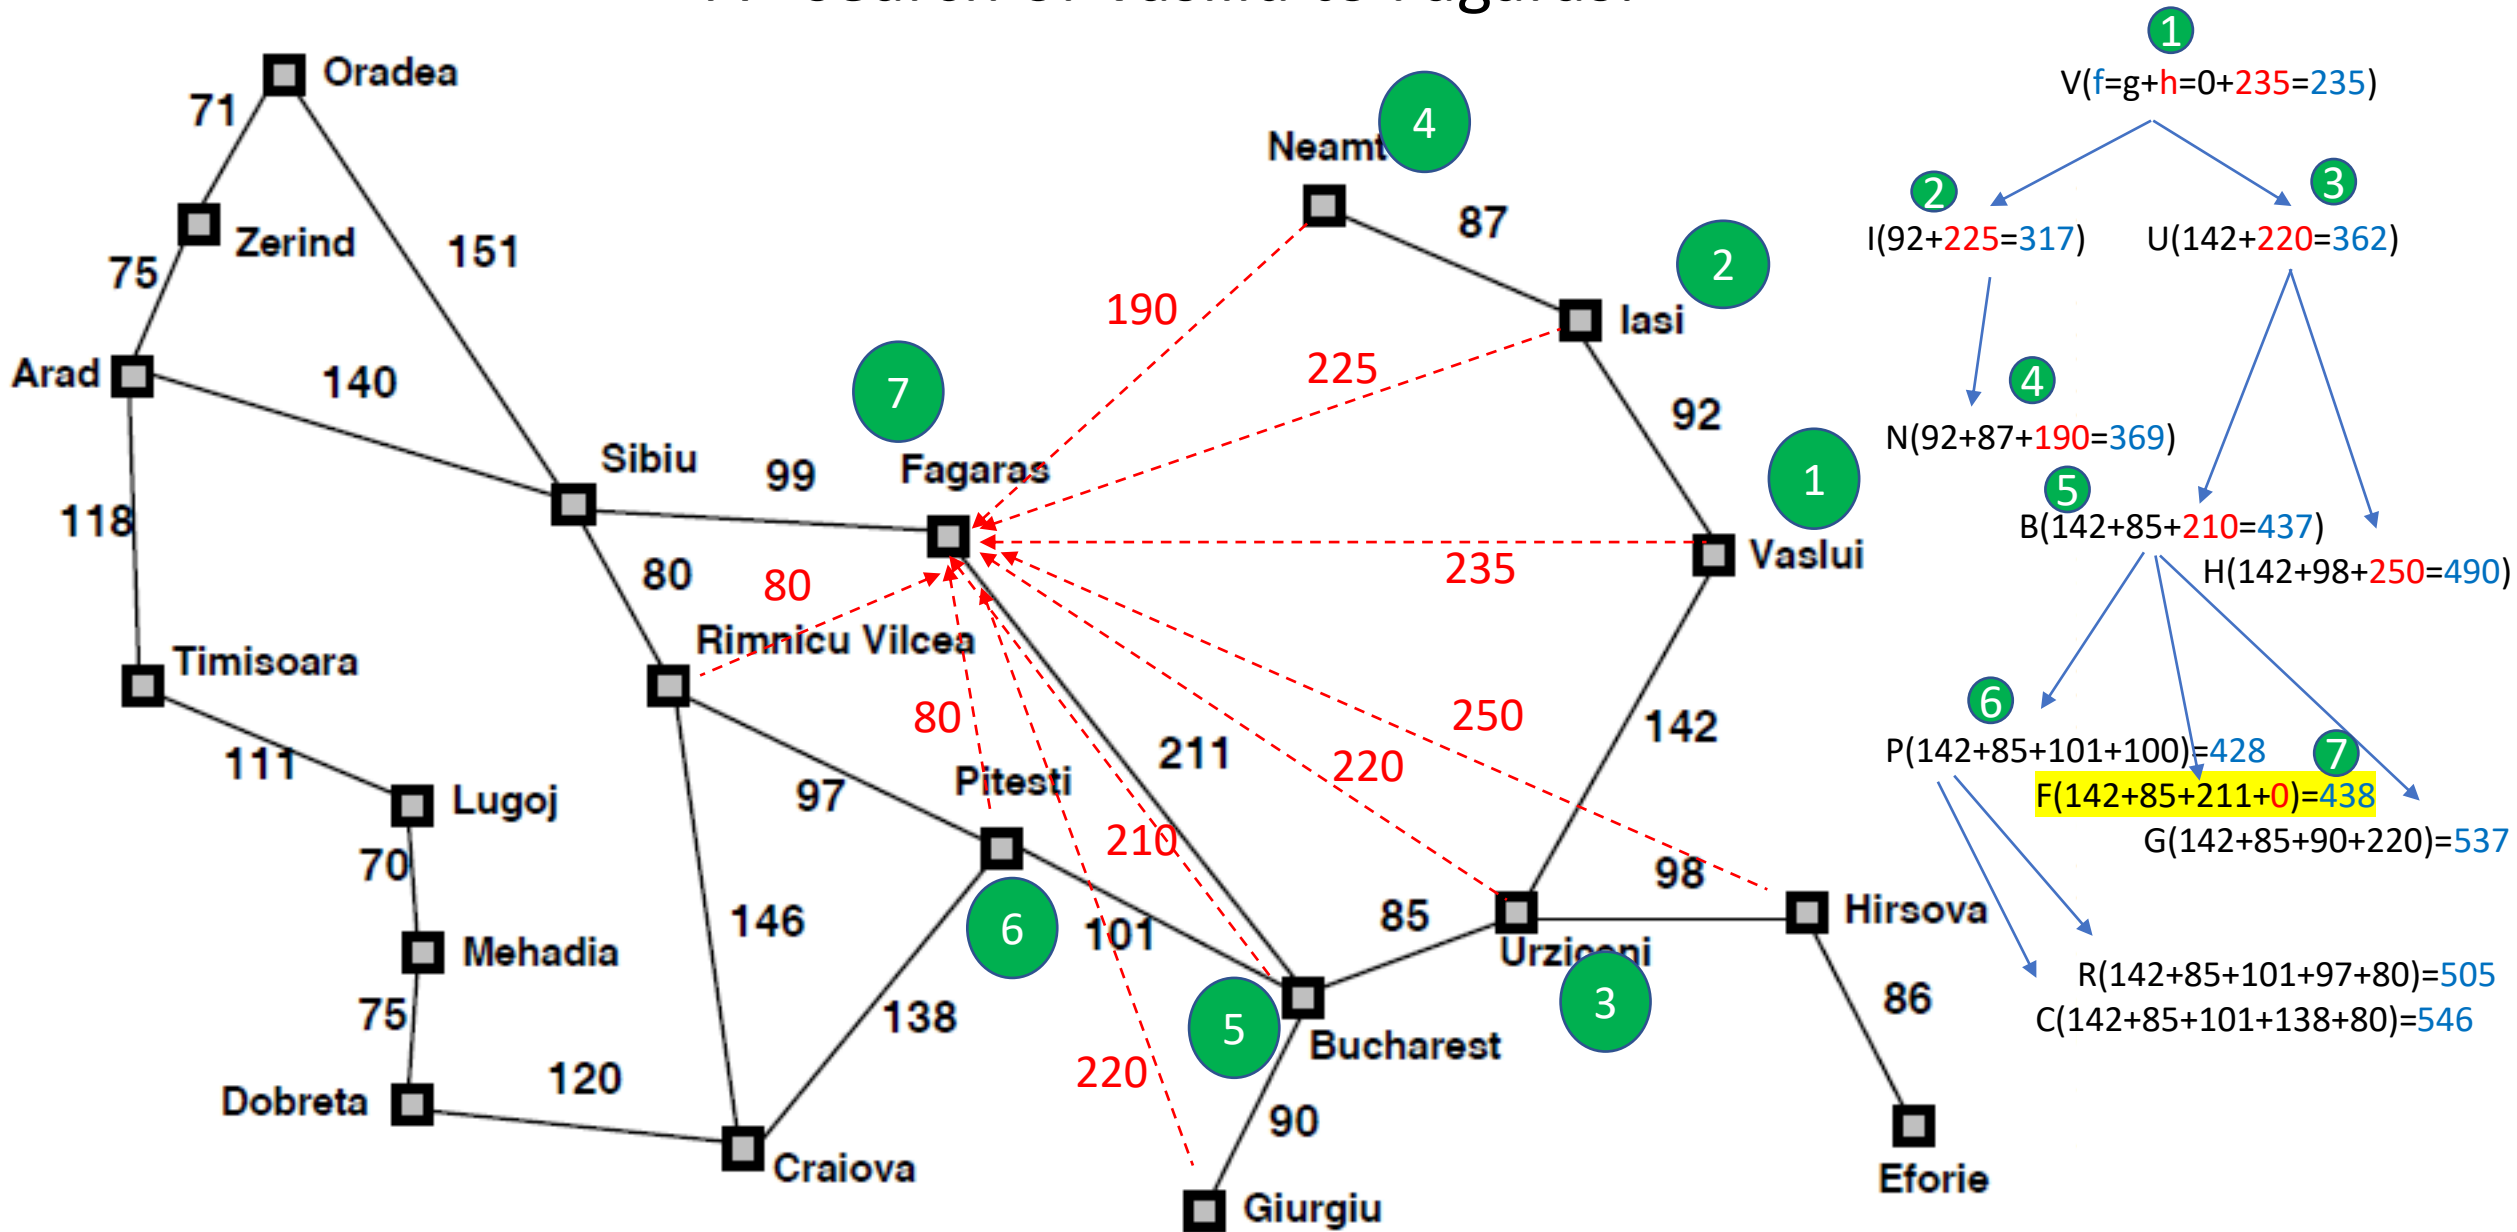 Oradea
71
Zerind
151
75
Arad
140
Sibiu
99
Fagaras
7
118
80
80
Rimnicu Vilcea
Timisoara
111
Lugoj
97
80
Pitesti
211
70
Mehadia
146
6
101
210
75
138
Dobreta
120
Craiova
220
5
Bucharest
90
Giurgiu
Neamt
4
87
190
2
Iasi
225
92
1
Vaslui
235
142
250
220
98
85
Urziceni
3
Hirsova
86
Eforie
1
V(f=g+h=0+235=235)
2
3
I(92+225=317)
U(142+220=362)
4
N(92+87+190=369)
5
B(142+85+210=437)
H(142+98+250=490)
6
P(142+85+101+100)=428
7
F(142+85+211+0)=438
G(142+85+90+220)=537
R(142+85+101+97+80)=505
C(142+85+101+138+80)=546